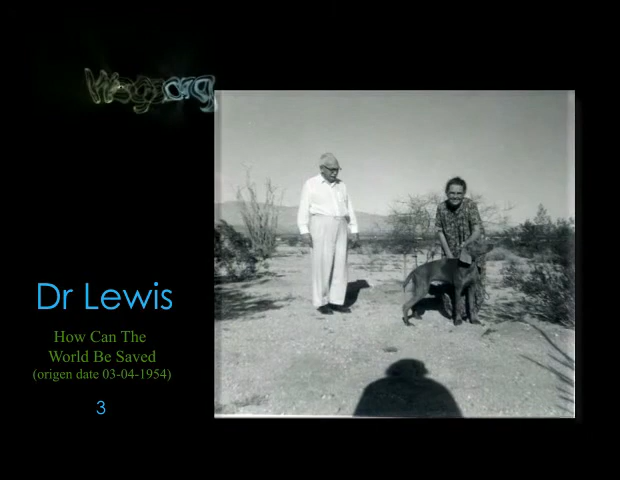 Dr Lewis
How Can The
World Be Saved
(origen date 03-04-1954)
3